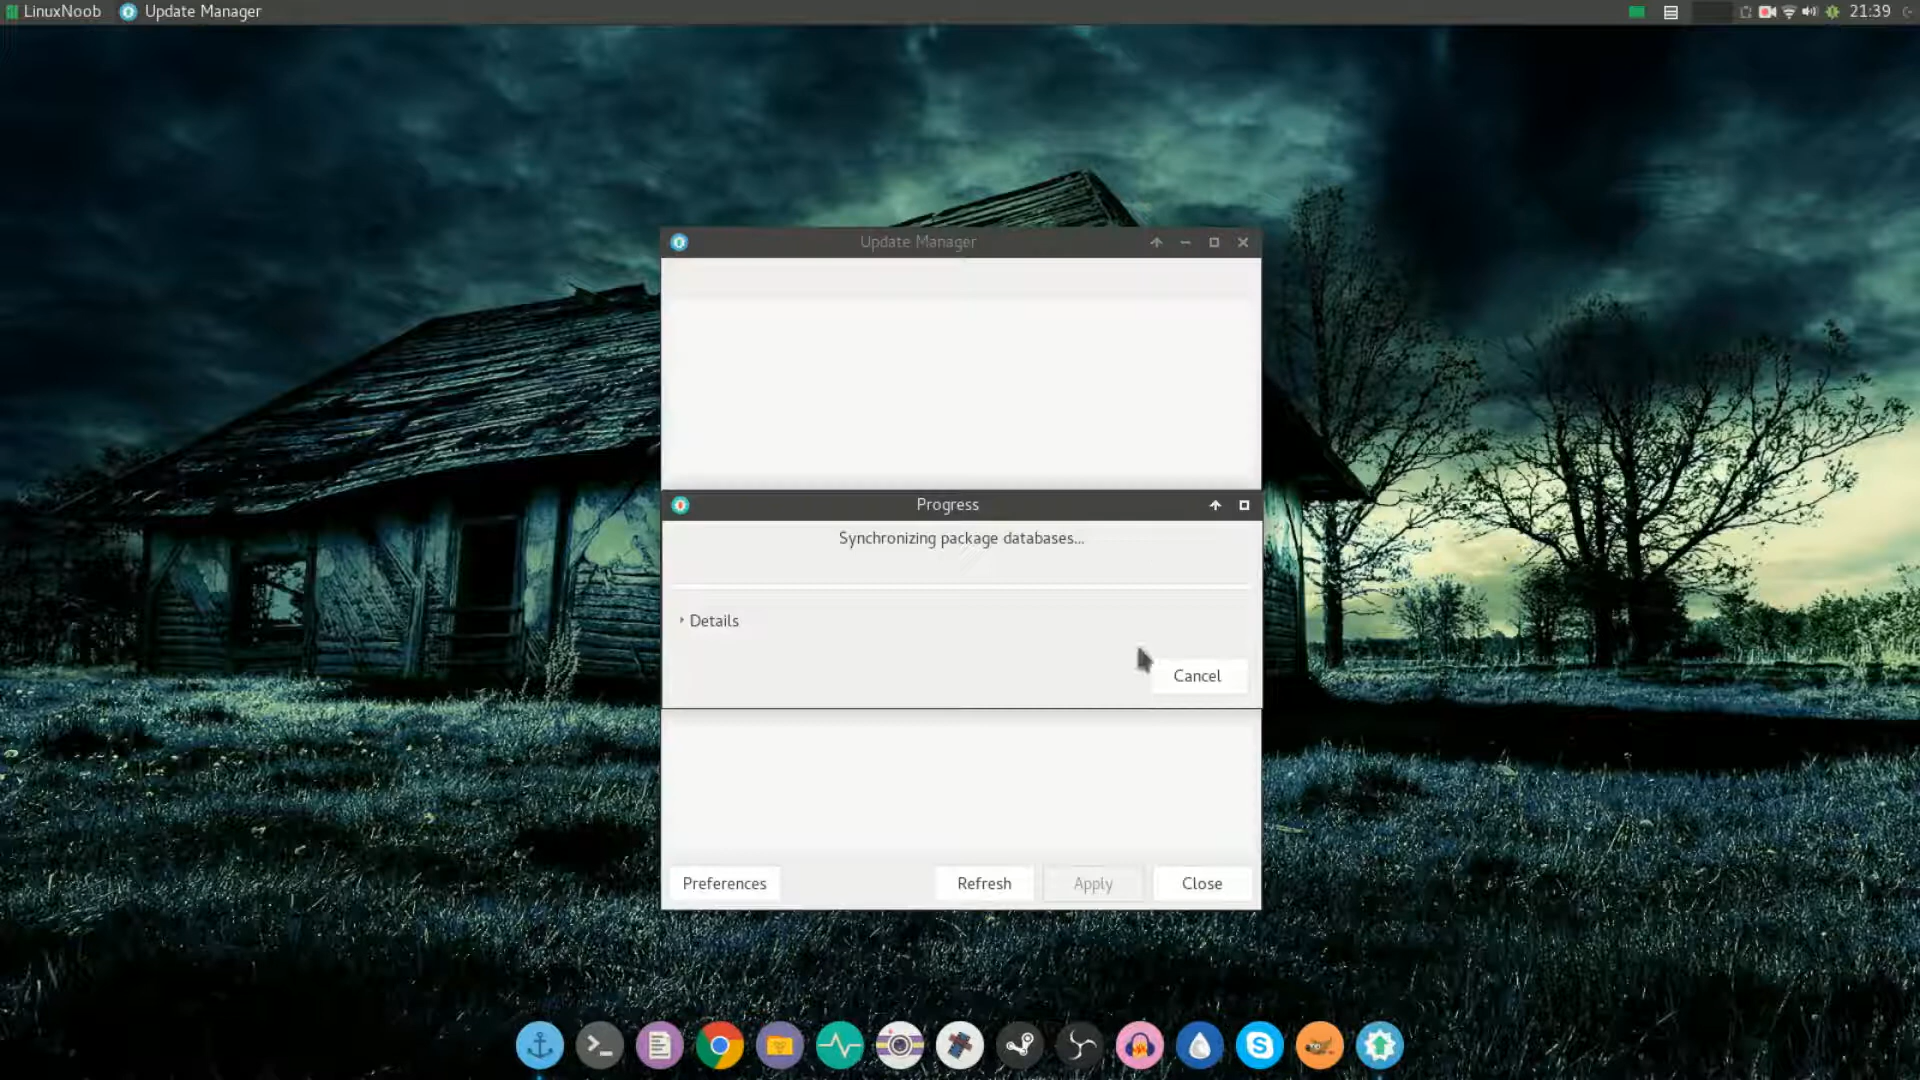 LinuxNoob Update Manager 21:39
Update Manager
Progress
Synchronizing package databases...
Details
Cancel
Preferences Refresh Apply Close